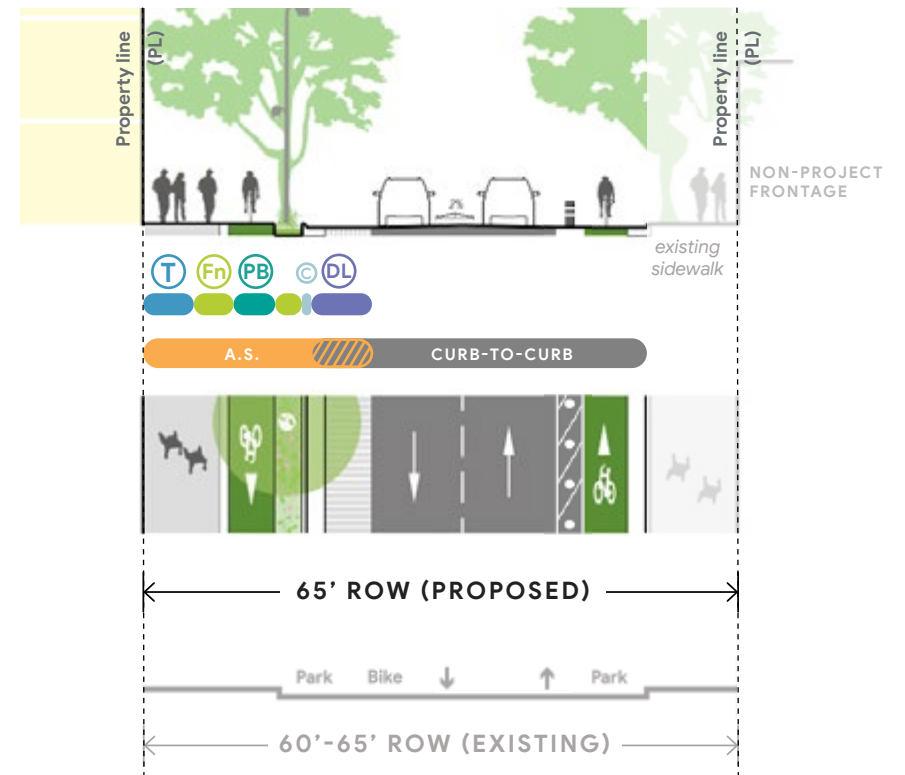 Property line
(PL)
Property line
(PL)
NON-PROJECT
FRONTAGE
2%
existing
sidewalk
T Fn PB C DL
A.S. CURB-TO-CURB
65’ ROW (PROPOSED)
Park Bike Park
60’-65’ ROW (EXISTING)